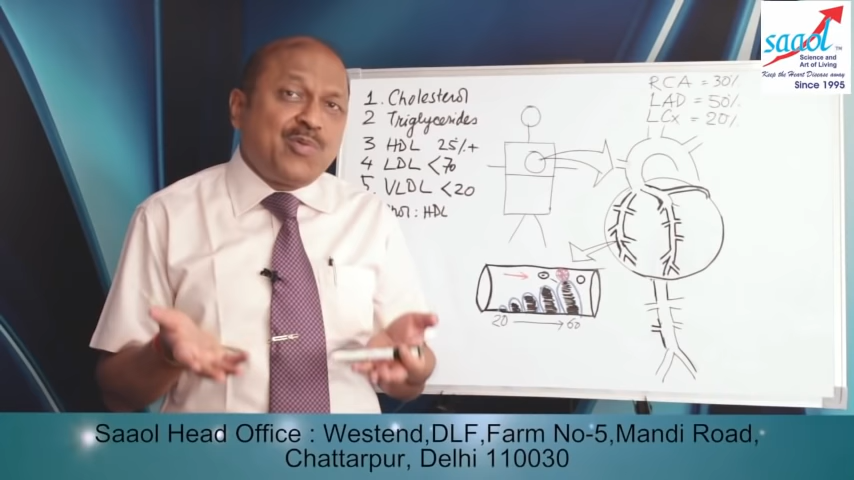 saaol™
Science and
Art of Living
Keep the Heart Disease away
Since 1995
1. Cholesterol
2 Triglycerides
3 HDL 25%+
4 LDL <70
5. VLDL <20
: HDL
RCA = 30%
LAD = 50%
LCx = 20%
20 → 60
Saaol Head Office : Westend,DLF,Farm No-5,Mandi Road,
Chattarpur, Delhi 110030